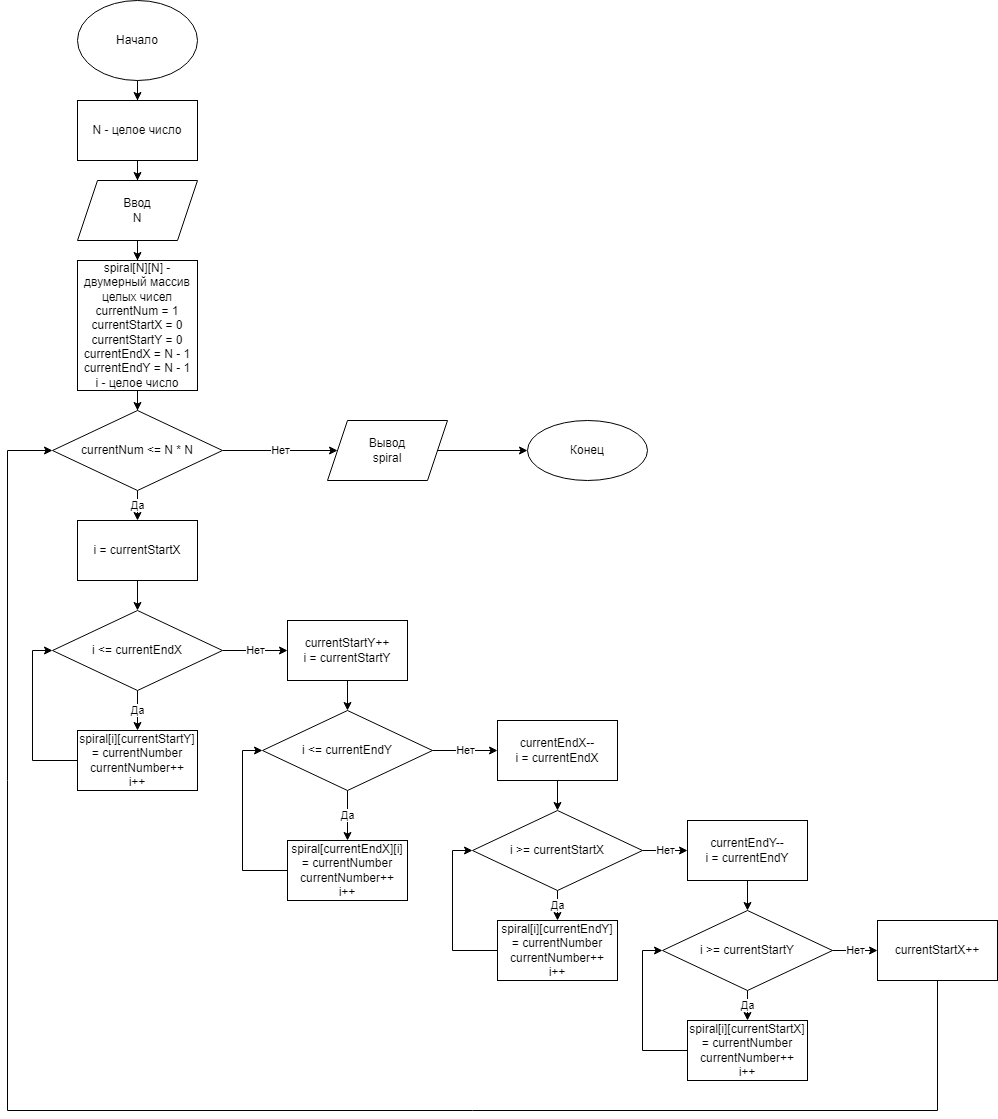 Начало
N - целое число
Ввод
N
spiral[N][N] -
двумерный массив
целых чисел
currentNum = 1
currentStartX = 0
currentStartY = 0
currentEndX = N - 1
currentEndY = N - 1
i - целое число
currentNum <= N * N
Нет
Вывод
spiral
Конец
Да
i = currentStartX
i <= currentEndX
Нет
currentStartY++
i = currentStartY
Да
spiral[i][currentStartY]
= currentNumber
currentNumber++
i++
i <= currentEndY
Нет
currentEndX--
i = currentEndX
Да
spiral[currentEndX][i]
= currentNumber
currentNumber++
i++
i >= currentStartX
Нет
currentEndY--
i = currentEndY
Да
spiral[i][currentEndY]
= currentNumber
currentNumber++
i++
i >= currentStartY
Нет
currentStartX++
Да
spiral[i][currentStartX]
= currentNumber
currentNumber++
i++